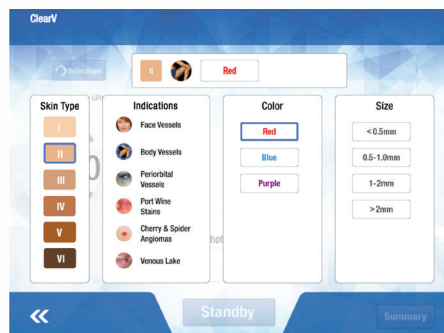 ClearV
Selections
II
Red
Skin Type
I
II
III
IV
V
VI
Indications
Face Vessels
Body Vessels
Periorbital
Vessels
Port Wine
Stains
Cherry & Spider
Angiomas
Venous Lake
Color
Red
Blue
Purple
Size
<0.5mm
0.5-1.0mm
1-2mm
>2mm
hot
Standby
Summary